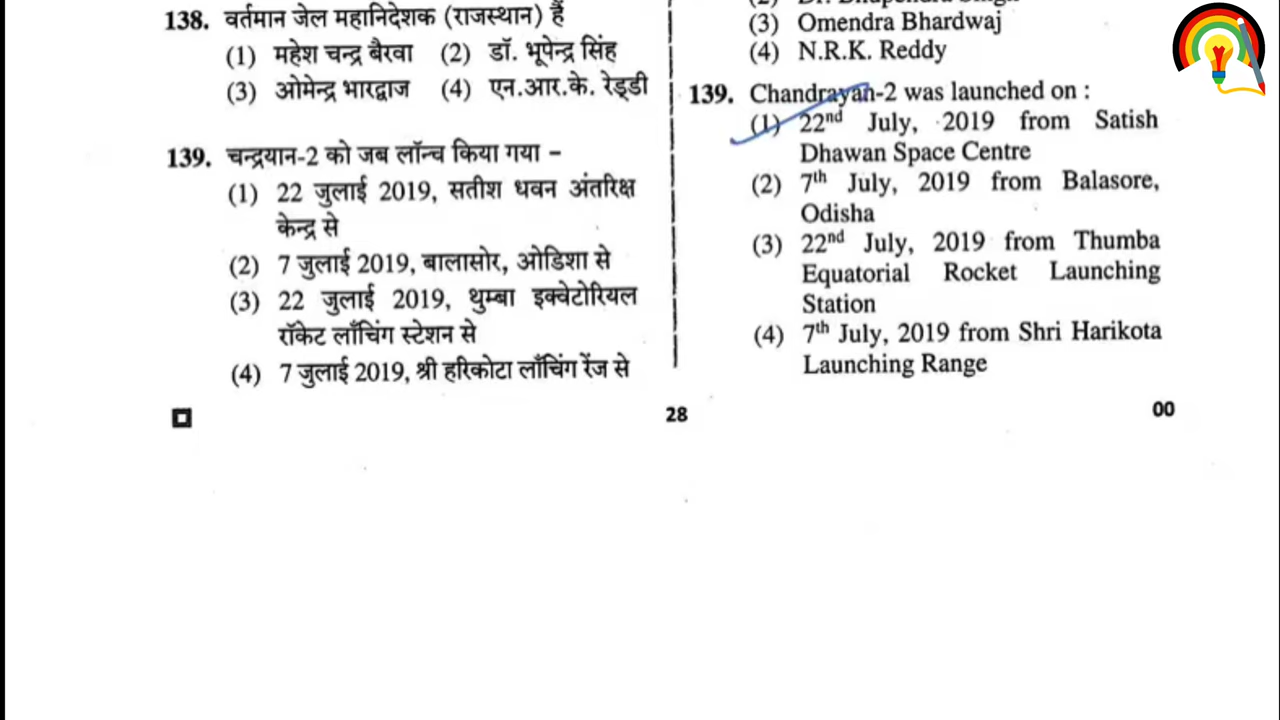 138. वर्तमान जेल महानिदेशक (राजस्थान) हैं
(1) महेश चन्द्र बैरवा (2) डॉ. भूपेन्द्र सिंह
(3) ओमेन्द्र भारद्वाज (4) एन.आर.के. रेड्डी
139. चन्द्रयान-2 को जब लॉन्च किया गया –
(1) 22 जुलाई 2019, सतीश धवन अंतरिक्ष
केन्द्र से
(2) 7 जुलाई 2019, बालासोर, ओडिशा से
(3) 22 जुलाई 2019, थुम्बा इक्वेटोरियल
रॉकेट लाँचिंग स्टेशन से
(4) 7 जुलाई 2019, श्री हरिकोटा लाँचिंग रेंज से
(3) Omendra Bhardwaj
(4) N.R.K. Reddy
139. Chandrayan-2 was launched on :
(1) 22nd July, 2019 from Satish
Dhawan Space Centre
(2) 7th July, 2019 from Balasore,
Odisha
(3) 22nd July, 2019 from Thumba
Equatorial Rocket Launching
Station
(4) 7th July, 2019 from Shri Harikota
Launching Range
28
00